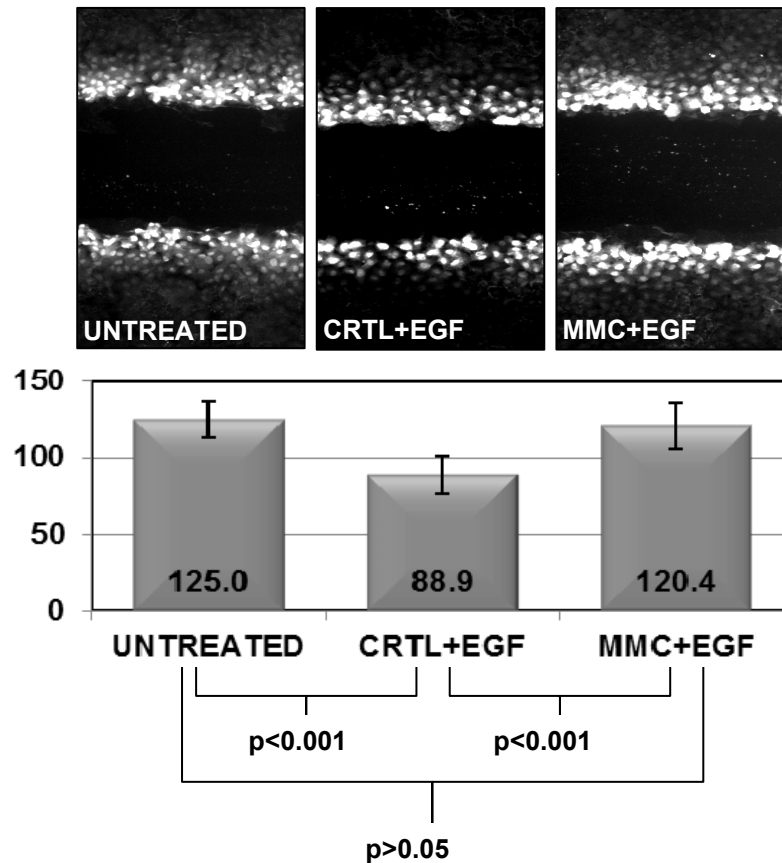 UNTREATED CRTL+EGF MMC+EGF
150
100
50
0
125.0 88.9 120.4
UNTREATED CRTL+EGF MMC+EGF
p<0.001 p<0.001
p>0.05